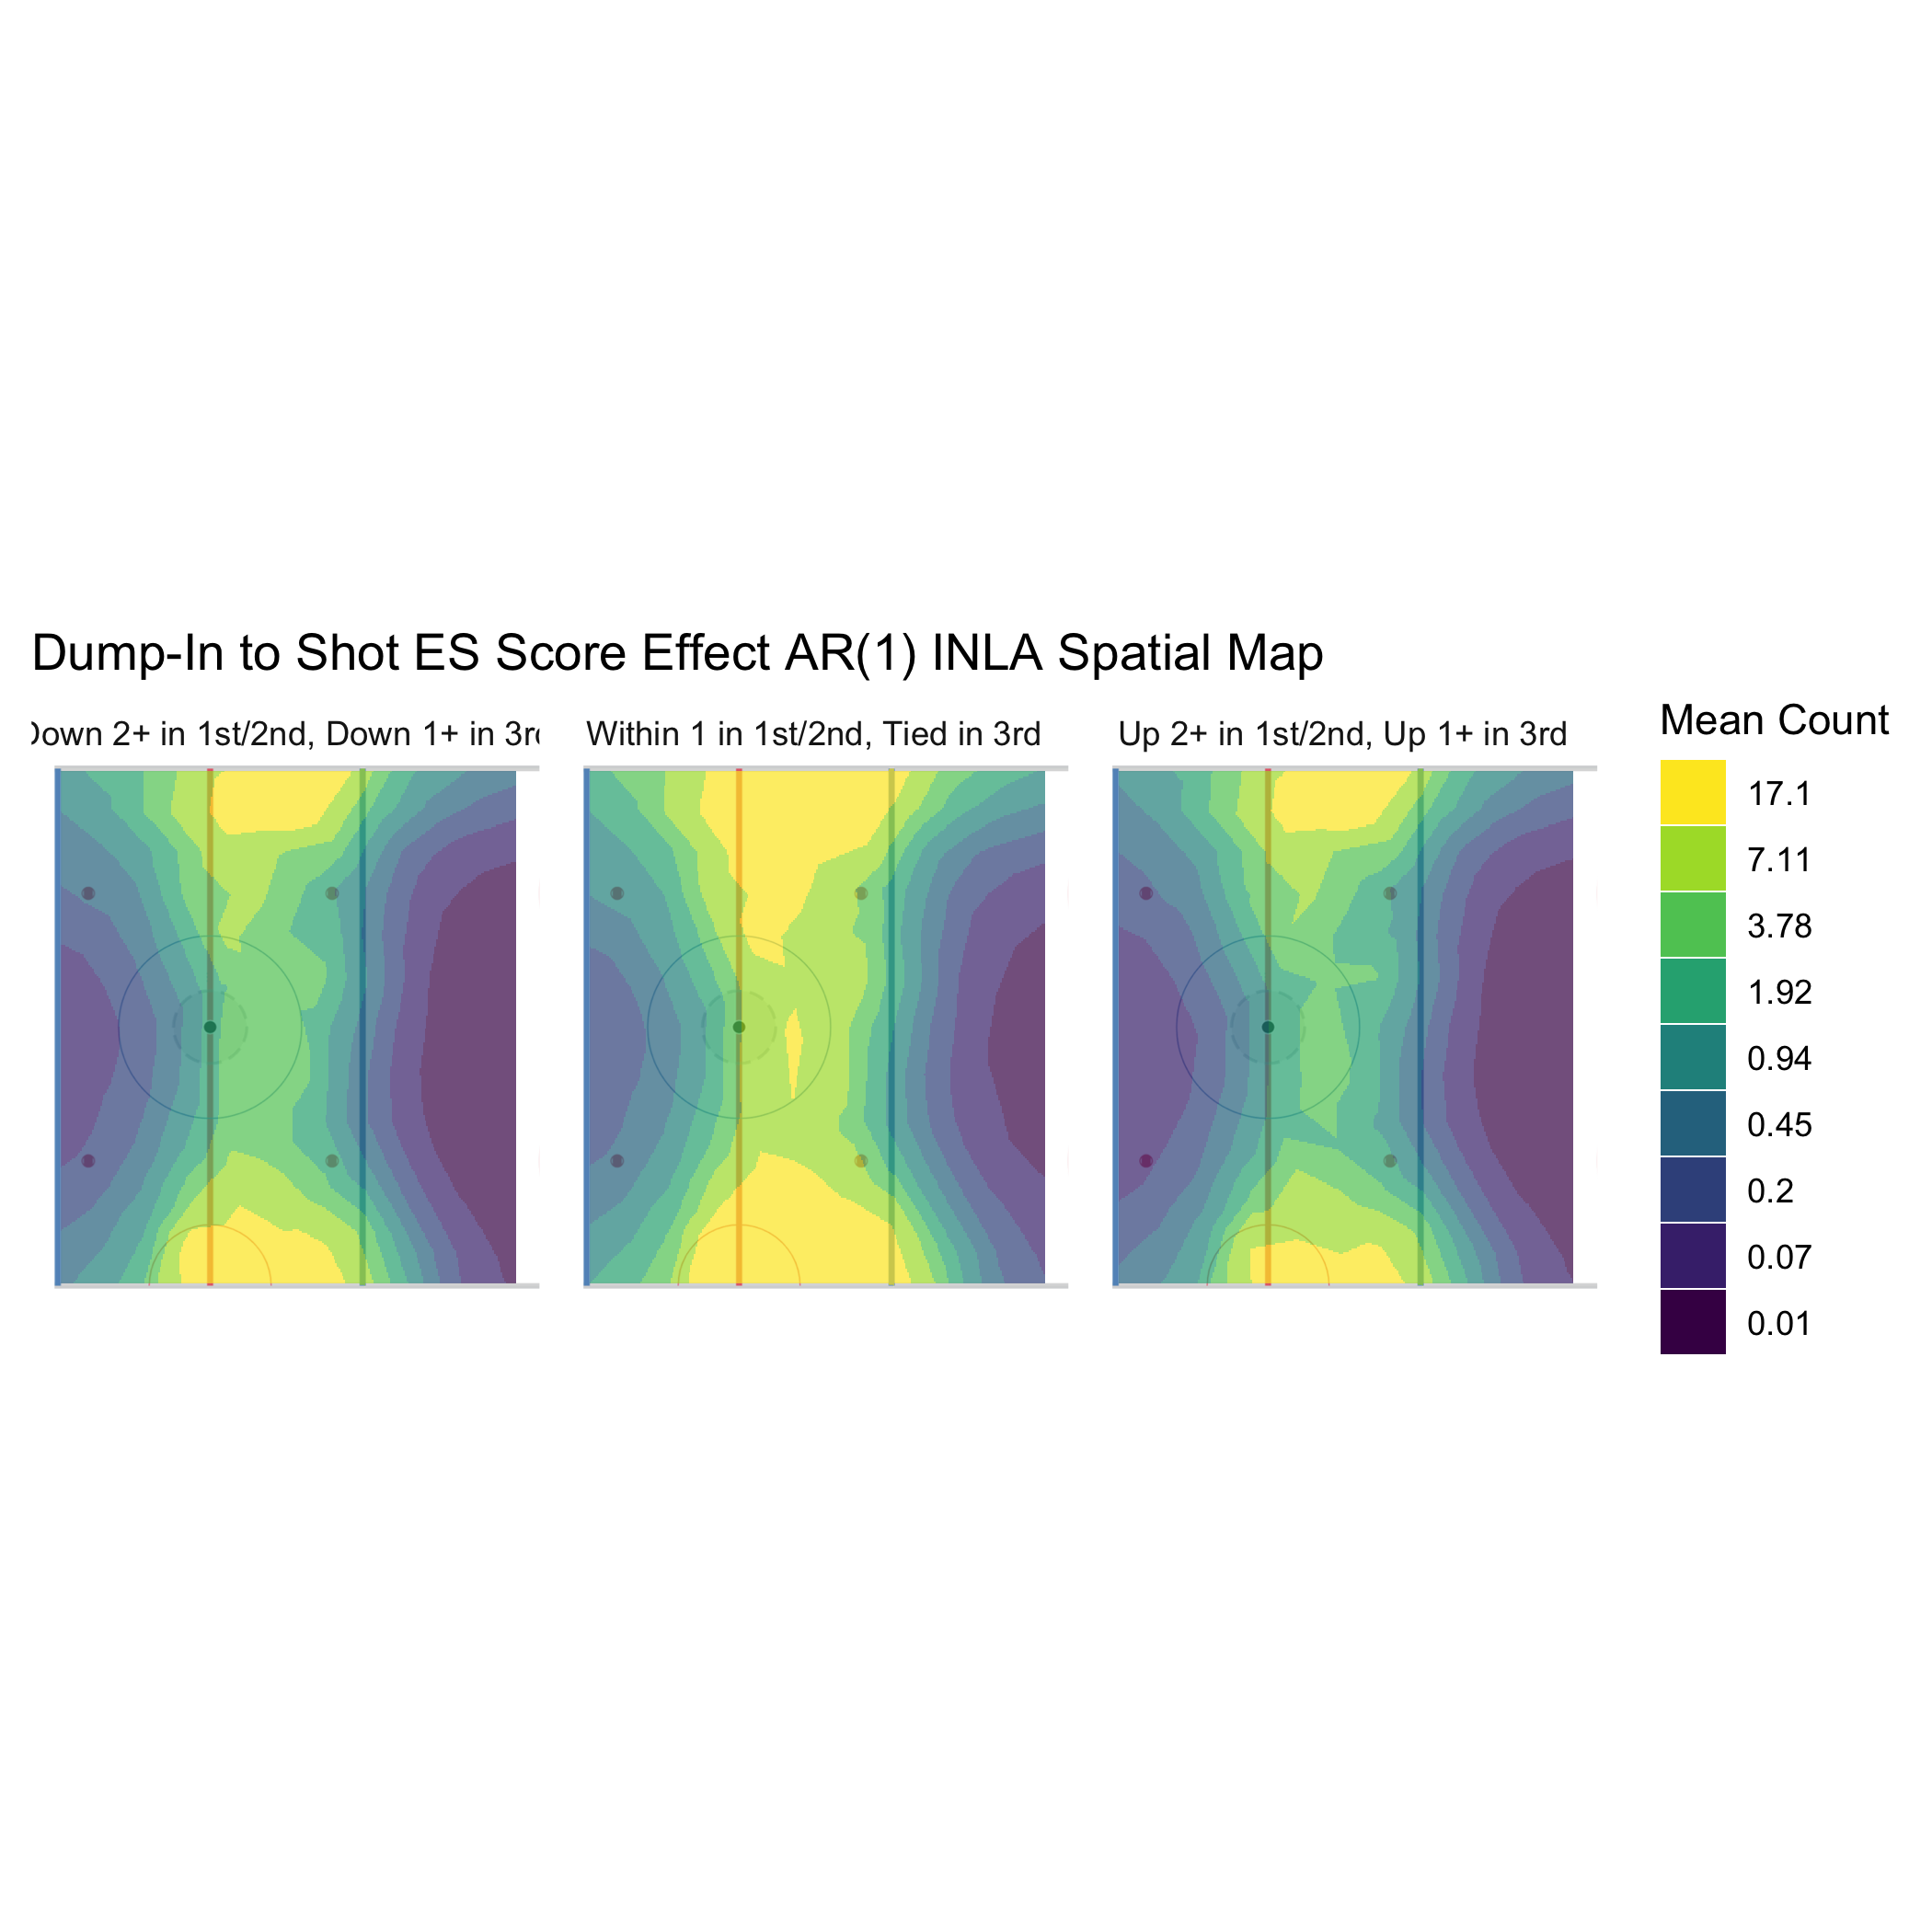 Dump-In to Shot ES Score Effect AR(1) INLA Spatial Map
Down 2+ in 1st/2nd, Down 1+ in 3rd
Within 1 in 1st/2nd, Tied in 3rd
Up 2+ in 1st/2nd, Up 1+ in 3rd
Mean Count
17.1
7.11
3.78
1.92
0.94
0.45
0.2
0.07
0.01